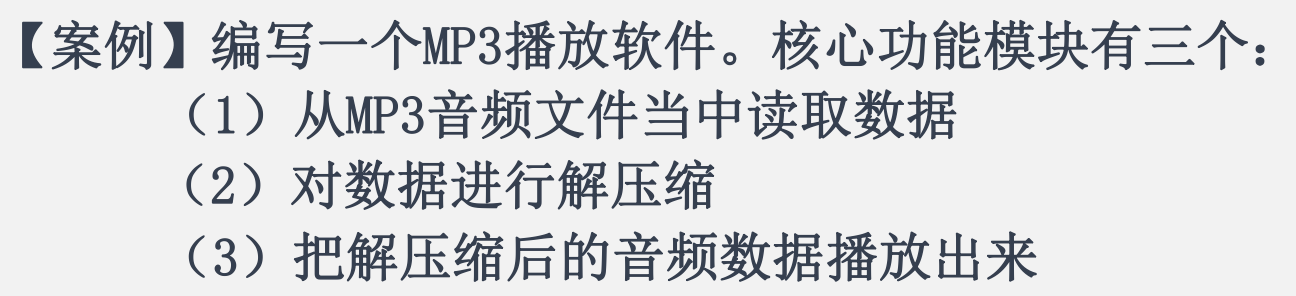 【案例】编写一个MP3播放软件。核心功能模块有三个：
（1）从MP3音频文件当中读取数据
（2）对数据进行解压缩
（3）把解压缩后的音频数据播放出来